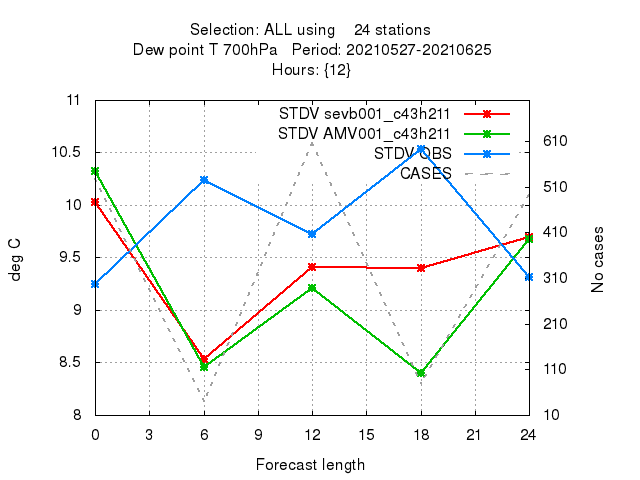 Selection: ALL using 24 stations
Dew point T 700hPa Period: 20210527-20210625
Hours: {12}
STDV sevb001_c43h211
STDV AMV001_c43h211
STDV OBS
CASES
11
10.5
10
9.5
9
8.5
8
deg C
610
510
410
310
210
110
10
No cases
0 3 6 9 12 15 18 21 24
Forecast length